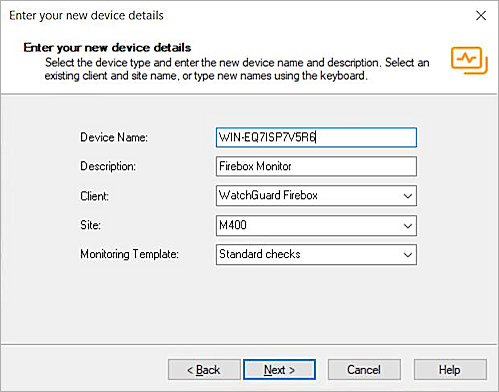 Enter your new device details
Enter your new device details
Select the device type and enter the new device name and description. Select an
existing client and site name, or type new names using the keyboard.
Device Name: WIN-EQ7ISP7V5R6
Description: Firebox Monitor
Client: WatchGuard Firebox
Site: M400
Monitoring Template: Standard checks
< Back Next > Cancel Help